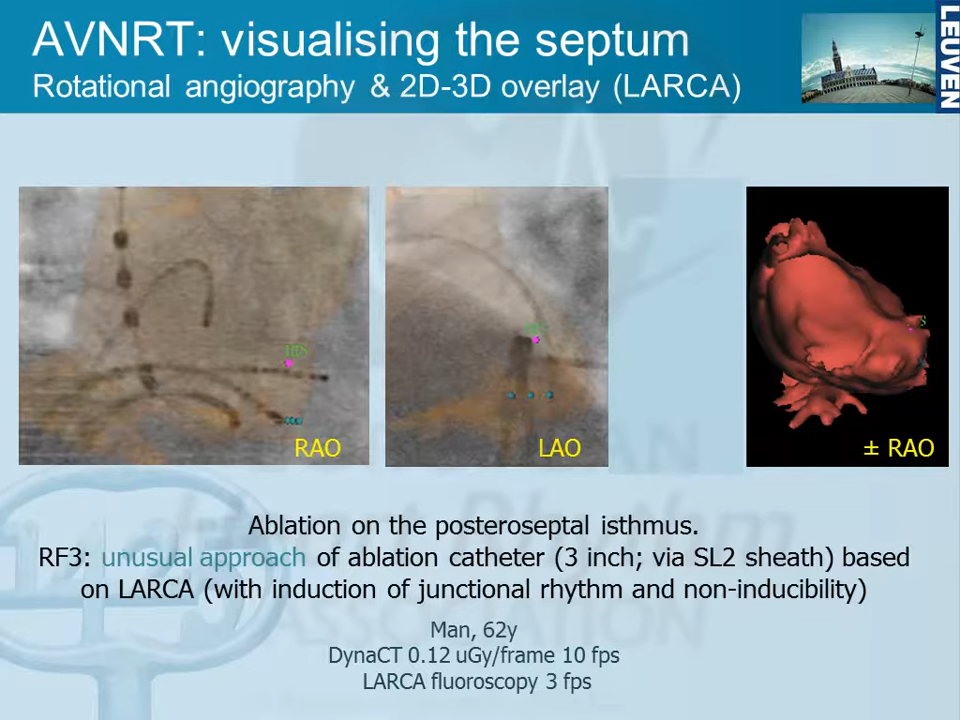 AVNRT: visualising the septum
Rotational angiography & 2D-3D overlay (LARCA)
LEUVEN
HIS
RAO
LAO
S
± RAO
Ablation on the posteroseptal isthmus.
RF3: unusual approach of ablation catheter (3 inch; via SL2 sheath) based
on LARCA (with induction of junctional rhythm and non-inducibility)
Man, 62y
DynaCT 0.12 uGy/frame 10 fps
LARCA fluoroscopy 3 fps
ASSOCIATION